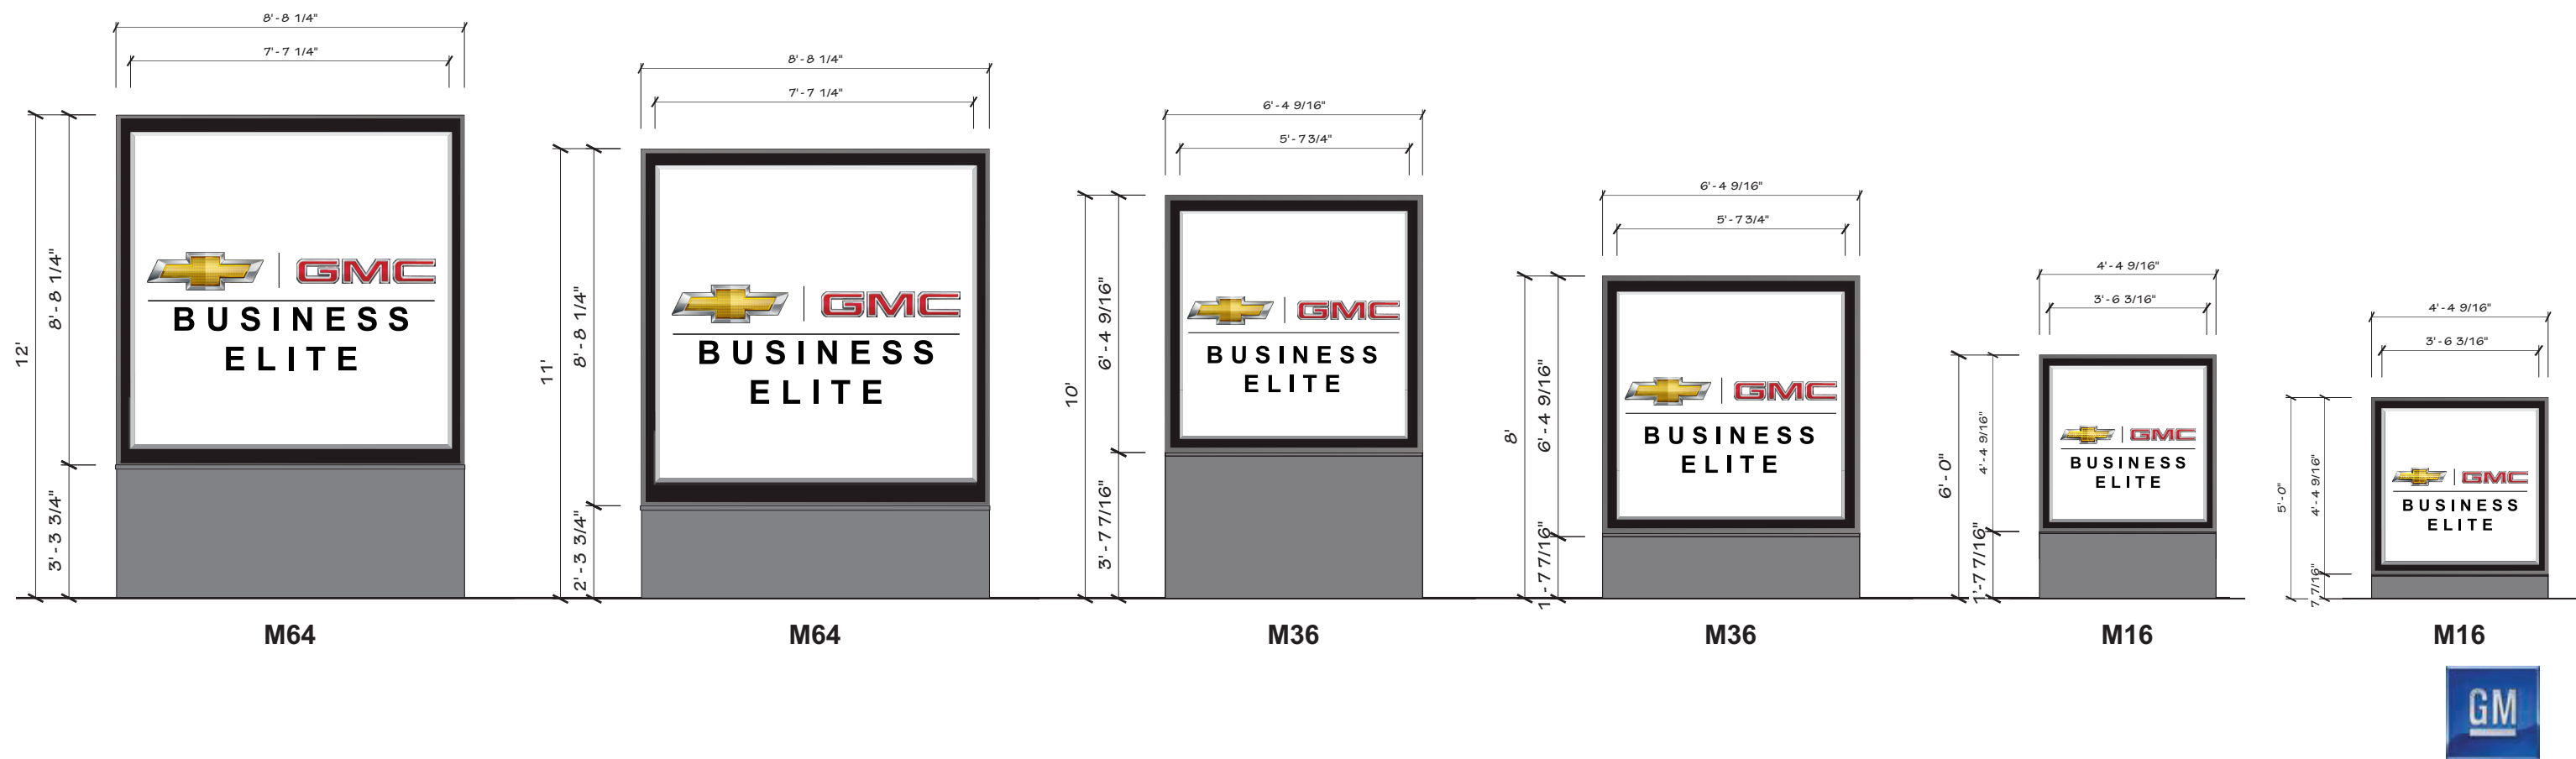 8'-8 1/4"
7'-7 1/4"
12'
8'-8 1/4"
3'-3 3/4"
GMC
BUSINESS
ELITE
M64
8'-8 1/4"
7'-7 1/4"
11'
8'-8 1/4"
2'-3 3/4"
GMC
BUSINESS
ELITE
M64
6'-4 9/16"
5'-7 3/4"
10'
6'-4 9/16"
3'-7 7/16"
GMC
BUSINESS
ELITE
M36
6'-4 9/16"
5'-7 3/4"
8'
6'-4 9/16"
1'-7 7/16"
GMC
BUSINESS
ELITE
M36
4'-4 9/16"
3'-6 3/16"
6'-0"
4'-4 9/16"
1'-7 7/16"
GMC
BUSINESS
ELITE
M16
4'-4 9/16"
3'-6 3/16"
5'-0"
4'-4 9/16"
7 7/16"
GMC
BUSINESS
ELITE
M16
GM